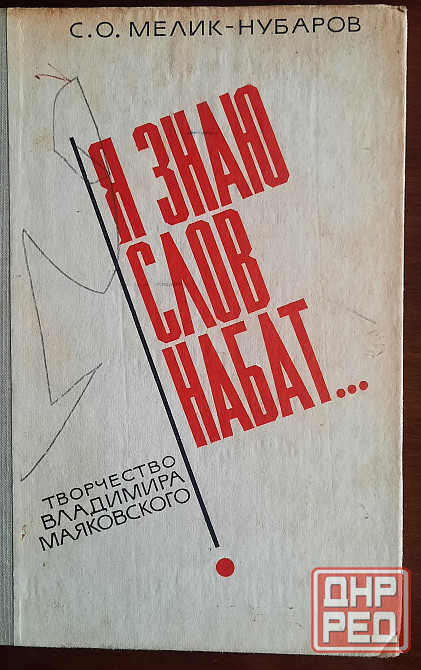 С.О. МЕЛИК-НУБАРОВ
Я ЗНАЮ
СЛОВ
НАБАТ...
ТВОРЧЕСТВО
ВЛАДИМИРА
МАЯКОВСКОГО
ДНР
РЕД